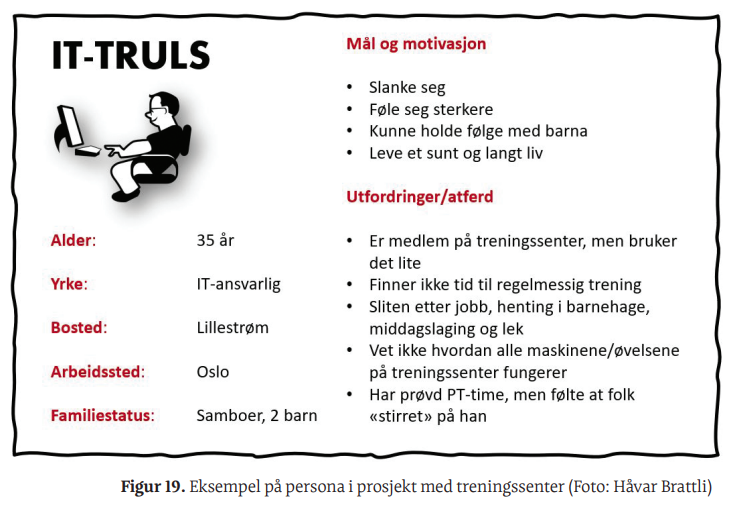 IT-TRULS
Alder: 35 år
Yrke: IT-ansvarlig
Bosted: Lillestrøm
Arbeidssted: Oslo
Familiestatus: Samboer, 2 barn
Mål og motivasjon
• Slanke seg
• Føle seg sterkere
• Kunne holde følge med barna
• Leve et sunt og langt liv
Utfordringer/atferd
• Er medlem på treningssenter, men bruker
det lite
• Finner ikke tid til regelmessig trening
• Sliten etter jobb, henting i barnehage,
middagslaging og lek
• Vet ikke hvordan alle maskinene/øvelsene
på treningssenter fungerer
• Har prøvd PT-time, men følte at folk
«stirret» på han
Figur 19. Eksempel på persona i prosjekt med treningssenter (Foto: Håvar Brattli)